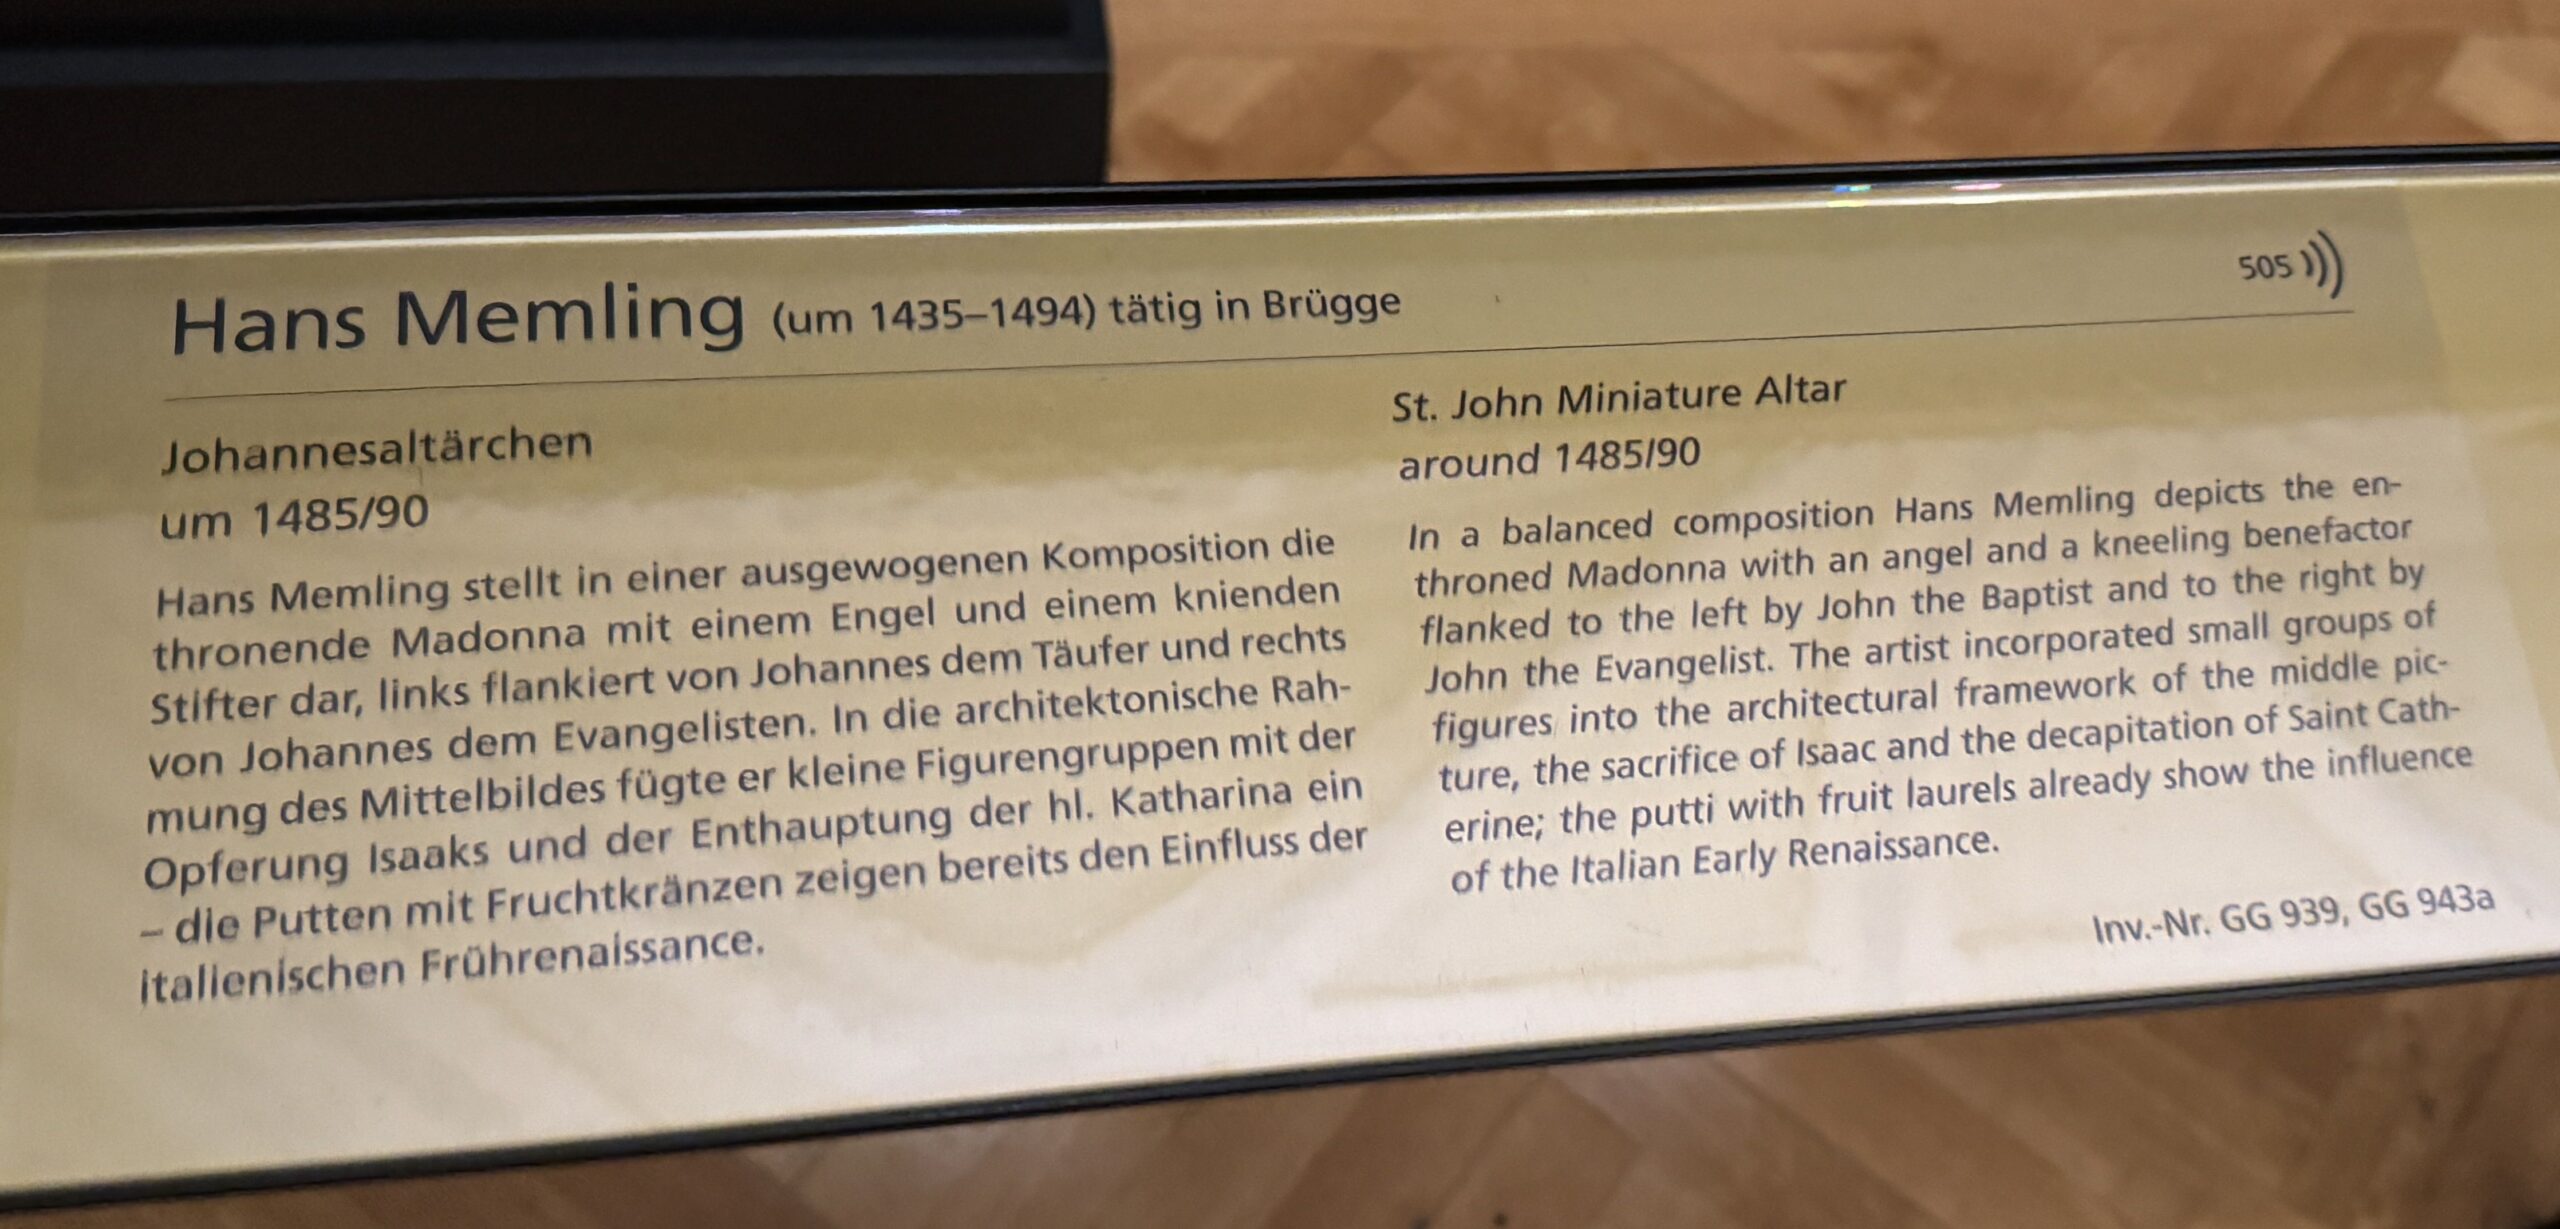 Hans Memling (um 1435–1494) tätig in Brügge
505
Johannesaltärchen
um 1485/90
Hans Memling stellt in einer ausgewogenen Komposition die
thronende Madonna mit einem Engel und einem knienden
Stifter dar, links flankiert von Johannes dem Täufer und rechts
von Johannes dem Evangelisten. In die architektonische Rah-
mung des Mittelbildes fügte er kleine Figurengruppen mit der
Opferung Isaaks und der Enthauptung der hl. Katharina ein
– die Putten mit Fruchtkränzen zeigen bereits den Einfluss der
italienischen Frührenaissance.
St. John Miniature Altar
around 1485/90
In a balanced composition Hans Memling depicts the en-
throned Madonna with an angel and a kneeling benefactor
flanked to the left by John the Baptist and to the right by
John the Evangelist. The artist incorporated small groups of
figures into the architectural framework of the middle pic-
ture, the sacrifice of Isaac and the decapitation of Saint Cath-
erine; the putti with fruit laurels already show the influence
of the Italian Early Renaissance.
Inv.-Nr. GG 939, GG 943a